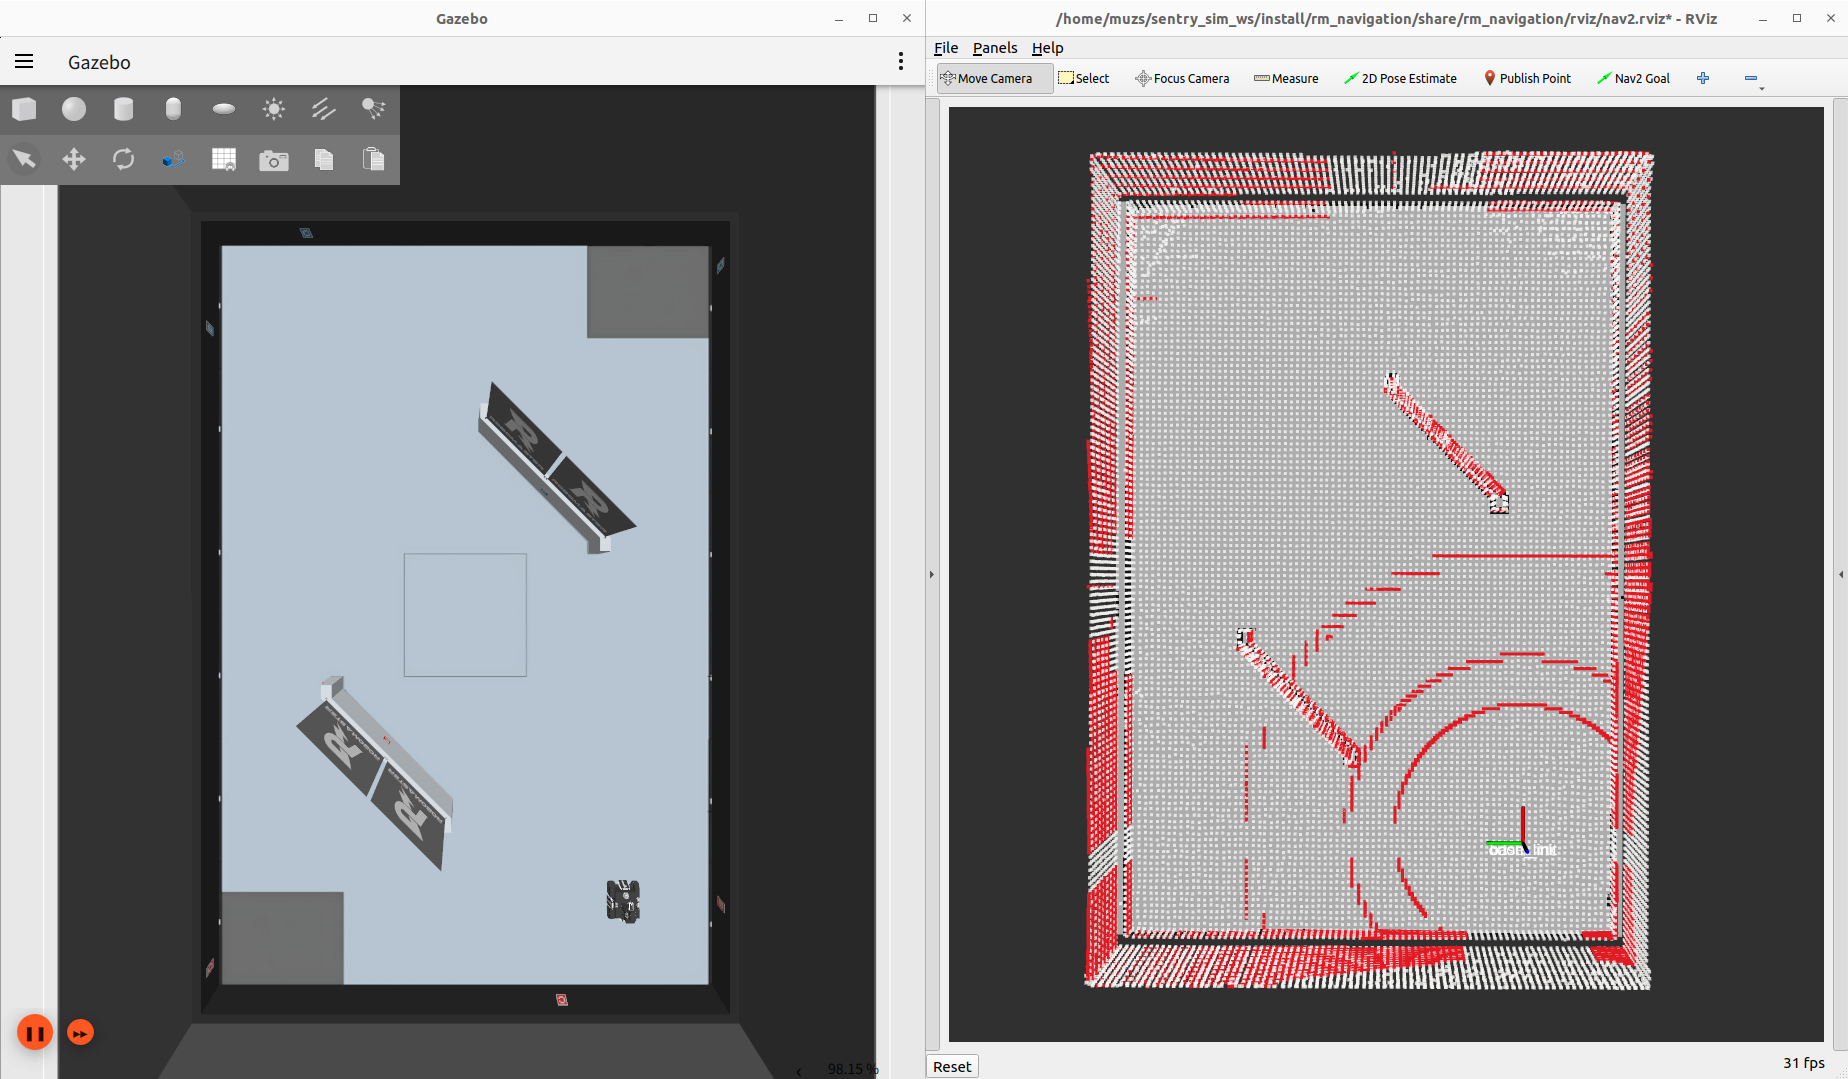 Gazebo
/home/muzs/sentry_sim_ws/install/rm_navigation/share/rm_navigation/rviz/nav2.rviz* - RViz
Gazebo
File Panels Help
Move Camera Select Focus Camera Measure 2D Pose Estimate Publish Point Nav2 Goal
98.15 %
Reset
31 fps